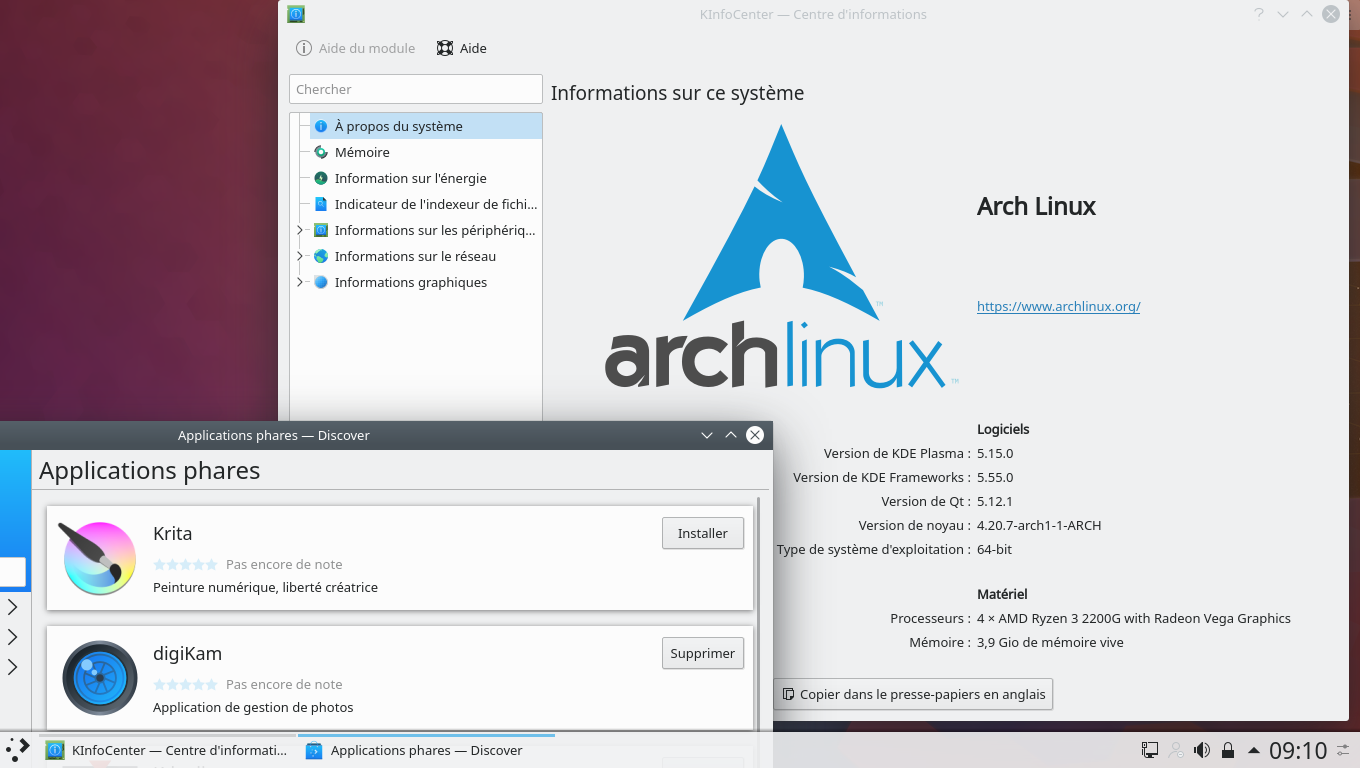 KInfoCenter — Centre d'informations
Aide du module
Aide
Chercher
À propos du système
Mémoire
Information sur l'énergie
Indicateur de l'indexeur de fichi...
Informations sur les périphériq...
Informations sur le réseau
Informations graphiques
Informations sur ce système
archlinux
TM
TM
Arch Linux
https://www.archlinux.org/
Logiciels
Version de KDE Plasma : 5.15.0
Version de KDE Frameworks : 5.55.0
Version de Qt : 5.12.1
Version de noyau : 4.20.7-arch1-1-ARCH
Type de système d'exploitation : 64-bit
Matériel
Processeurs : 4 × AMD Ryzen 3 2200G with Radeon Vega Graphics
Mémoire : 3,9 Gio de mémoire vive
Copier dans le presse-papiers en anglais
Applications phares — Discover
Applications phares
Krita
Installer
Pas encore de note
Peinture numérique, liberté créatrice
digiKam
Supprimer
Pas encore de note
Application de gestion de photos
KInfoCenter — Centre d'informati...
Applications phares — Discover
09:10